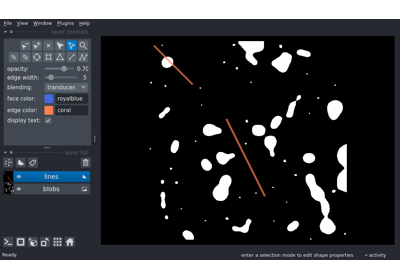 File View Window Plugins Help
layer controls
opacity: 0.70
edge width: 5
blending: translucen
face color: royalblue
edge color: coral
display text:
layer list
lines
blobs
Ready
enter a selection mode to edit shape properties
activity